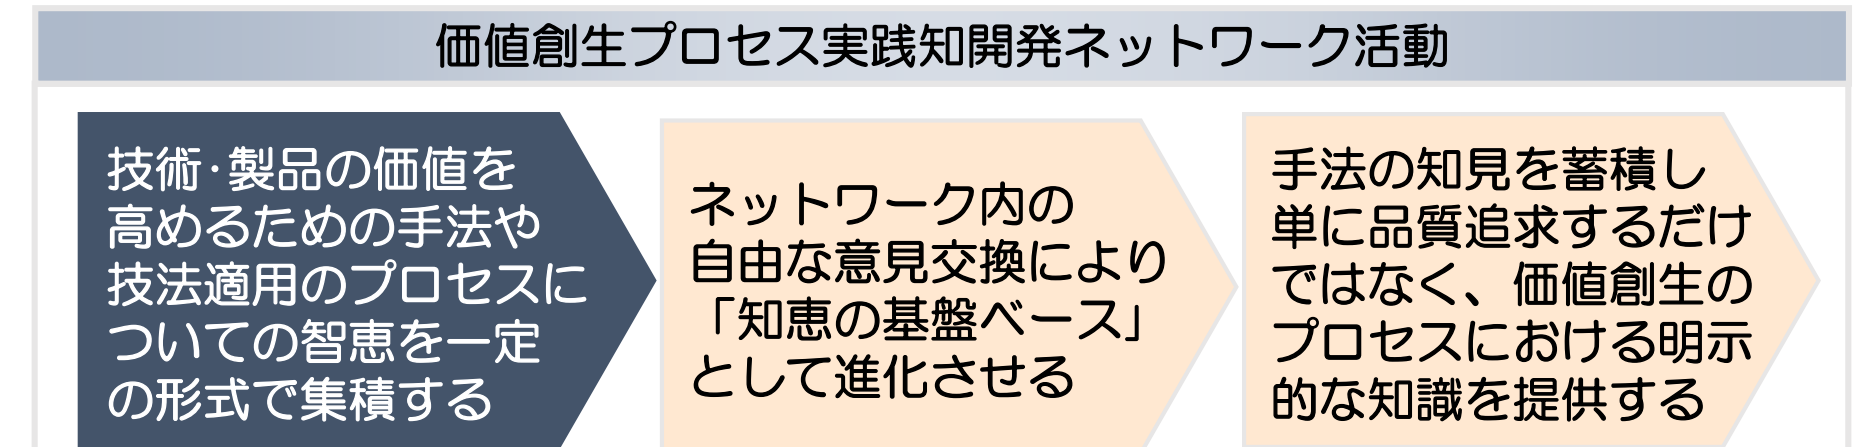 価値創生プロセス実践知開発ネットワーク活動
技術･製品の価値を
高めるための手法や
技法適用のプロセスに
ついての智恵を一定
の形式で集積する
ネットワーク内の
自由な意見交換により
「知恵の基盤ベース」
として進化させる
手法の知見を蓄積し
単に品質追求するだけ
ではなく、価値創生の
プロセスにおける明示
的な知識を提供する